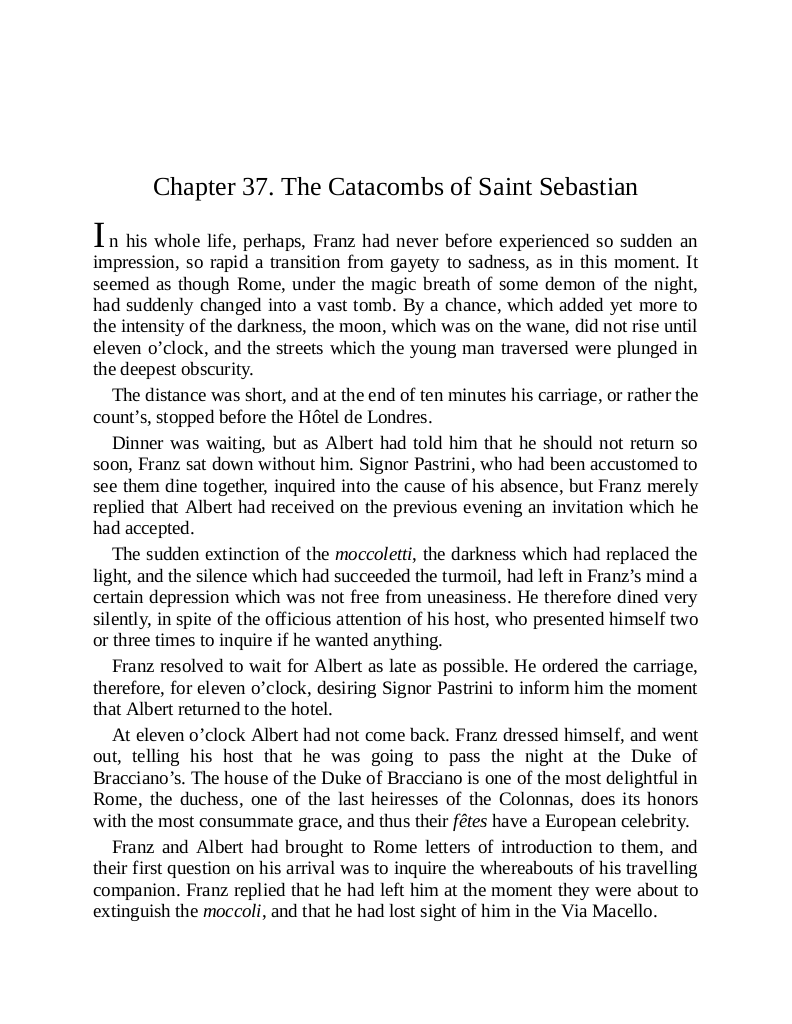 Chapter 37. The Catacombs of Saint Sebastian
In his whole life, perhaps, Franz had never before experienced so sudden an
impression, so rapid a transition from gayety to sadness, as in this moment. It
seemed as though Rome, under the magic breath of some demon of the night,
had suddenly changed into a vast tomb. By a chance, which added yet more to
the intensity of the darkness, the moon, which was on the wane, did not rise until
eleven o’clock, and the streets which the young man traversed were plunged in
the deepest obscurity.
The distance was short, and at the end of ten minutes his carriage, or rather the
count’s, stopped before the Hôtel de Londres.
Dinner was waiting, but as Albert had told him that he should not return so
soon, Franz sat down without him. Signor Pastrini, who had been accustomed to
see them dine together, inquired into the cause of his absence, but Franz merely
replied that Albert had received on the previous evening an invitation which he
had accepted.
The sudden extinction of the moccoletti, the darkness which had replaced the
light, and the silence which had succeeded the turmoil, had left in Franz’s mind a
certain depression which was not free from uneasiness. He therefore dined very
silently, in spite of the officious attention of his host, who presented himself two
or three times to inquire if he wanted anything.
Franz resolved to wait for Albert as late as possible. He ordered the carriage,
therefore, for eleven o’clock, desiring Signor Pastrini to inform him the moment
that Albert returned to the hotel.
At eleven o’clock Albert had not come back. Franz dressed himself, and went
out, telling his host that he was going to pass the night at the Duke of
Bracciano’s. The house of the Duke of Bracciano is one of the most delightful in
Rome, the duchess, one of the last heiresses of the Colonnas, does its honors
with the most consummate grace, and thus their fêtes have a European celebrity.
Franz and Albert had brought to Rome letters of introduction to them, and
their first question on his arrival was to inquire the whereabouts of his travelling
companion. Franz replied that he had left him at the moment they were about to
extinguish the moccoli, and that he had lost sight of him in the Via Macello.